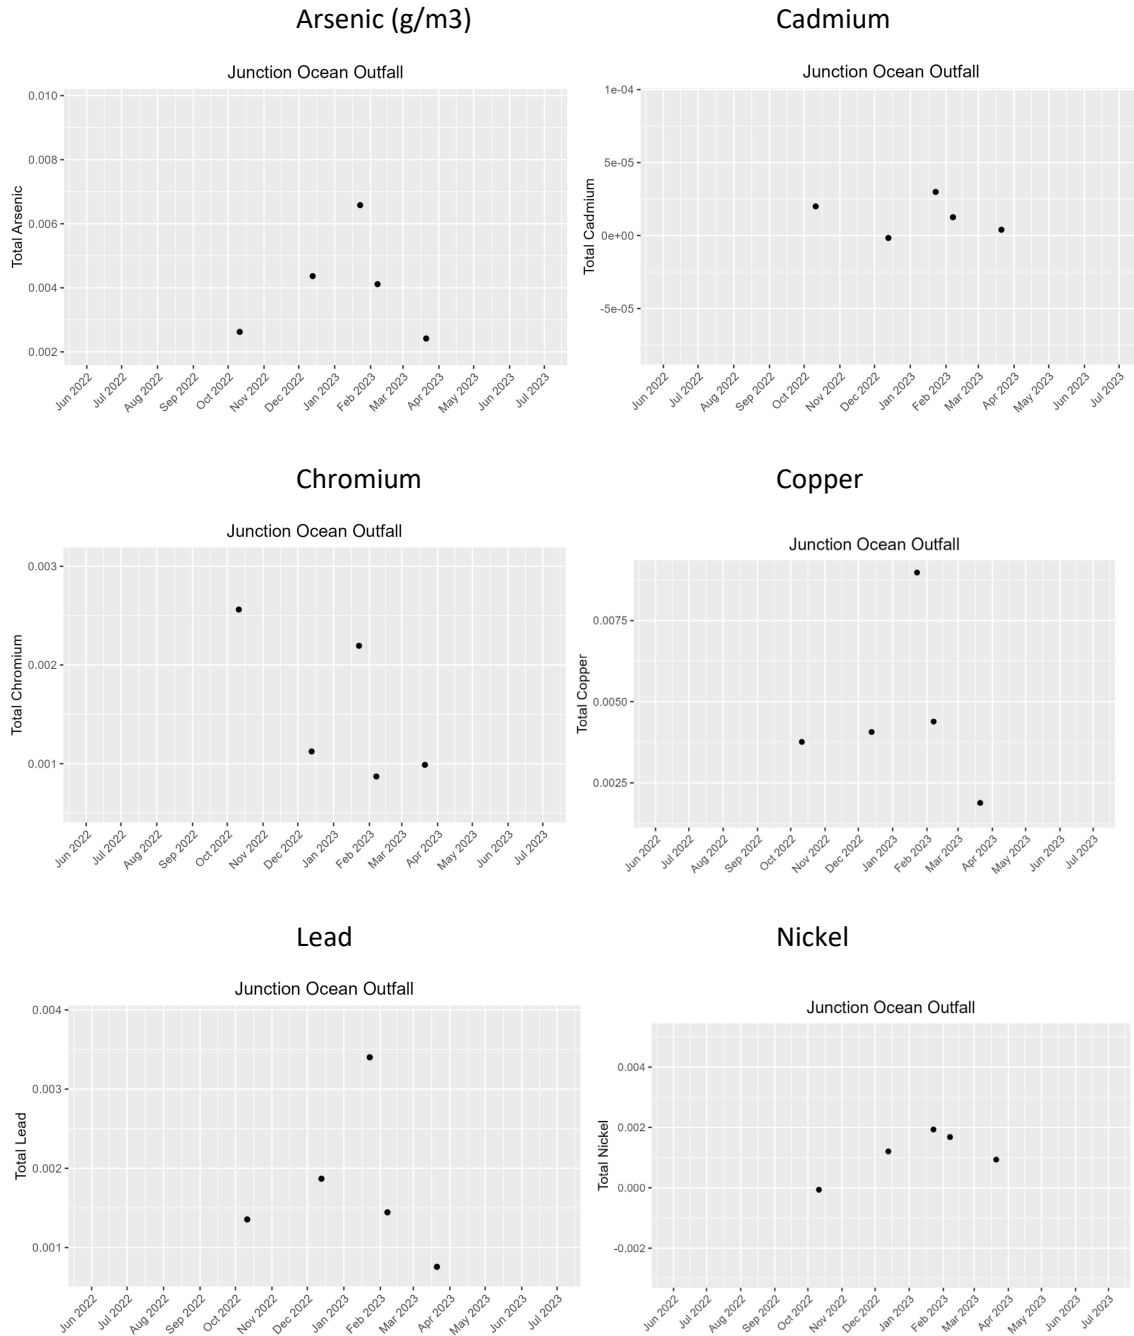 Arsenic (g/m3)
Cadmium
Junction Ocean Outfall
0.010
0.008
0.006
0.004
0.002
Total Arsenic
Jun 2022
Jul 2022
Aug 2022
Sep 2022
Oct 2022
Nov 2022
Dec 2022
Jan 2023
Feb 2023
Mar 2023
Apr 2023
May 2023
Jun 2023
Jul 2023
Junction Ocean Outfall
1e-04
5e-05
0e+00
-5e-05
Total Cadmium
Jun 2022
Jul 2022
Aug 2022
Sep 2022
Oct 2022
Nov 2022
Dec 2022
Jan 2023
Feb 2023
Mar 2023
Apr 2023
May 2023
Jun 2023
Jul 2023
Chromium
Copper
Junction Ocean Outfall
0.003
0.002
0.001
Total Chromium
Jun 2022
Jul 2022
Aug 2022
Sep 2022
Oct 2022
Nov 2022
Dec 2022
Jan 2023
Feb 2023
Mar 2023
Apr 2023
May 2023
Jun 2023
Jul 2023
Junction Ocean Outfall
0.0075
0.0050
0.0025
Total Copper
Jun 2022
Jul 2022
Aug 2022
Sep 2022
Oct 2022
Nov 2022
Dec 2022
Jan 2023
Feb 2023
Mar 2023
Apr 2023
May 2023
Jun 2023
Jul 2023
Lead
Nickel
Junction Ocean Outfall
0.004
0.003
0.002
0.001
Total Lead
Jun 2022
Jul 2022
Aug 2022
Sep 2022
Oct 2022
Nov 2022
Dec 2022
Jan 2023
Feb 2023
Mar 2023
Apr 2023
May 2023
Jun 2023
Jul 2023
Junction Ocean Outfall
0.004
0.002
0.000
-0.002
Total Nickel
Jun 2022
Jul 2022
Aug 2022
Sep 2022
Oct 2022
Nov 2022
Dec 2022
Jan 2023
Feb 2023
Mar 2023
Apr 2023
May 2023
Jun 2023
Jul 2023